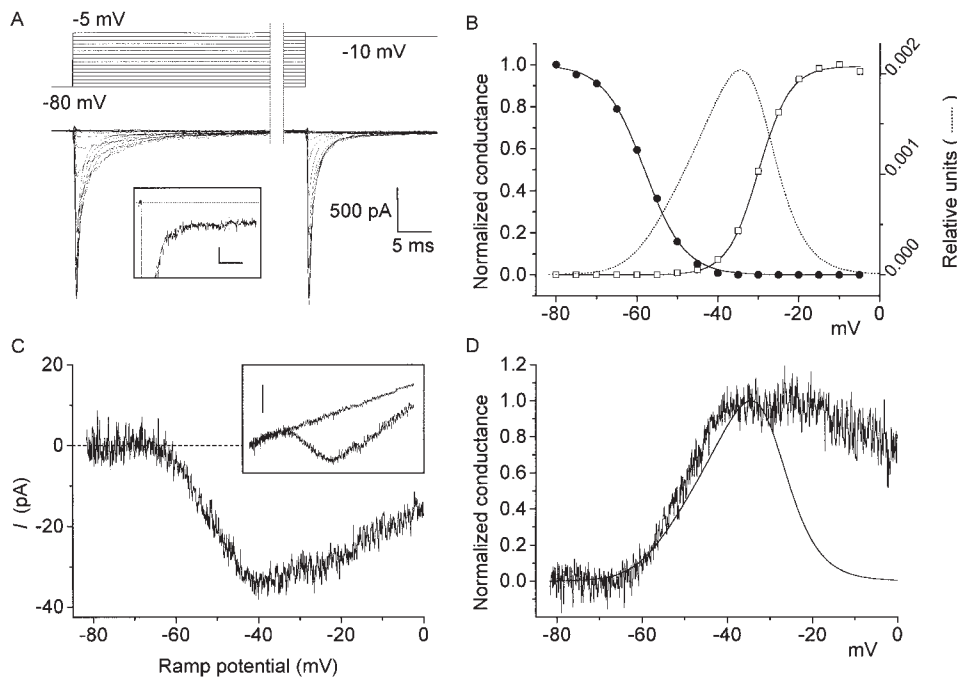 A
-5 mV
-10 mV
-80 mV
500 pA
5 ms
B
Normalized conductance
1.0
0.8
0.6
0.4
0.2
0.0
-80
-60
-40
-20
0
mV
0.002
0.001
0.000
Relative units (........)
C
I (pA)
20
0
-20
-40
-80
-60
-40
-20
0
Ramp potential (mV)
D
Normalized conductance
1.2
1.0
0.8
0.6
0.4
0.2
0.0
-80
-60
-40
-20
0
mV